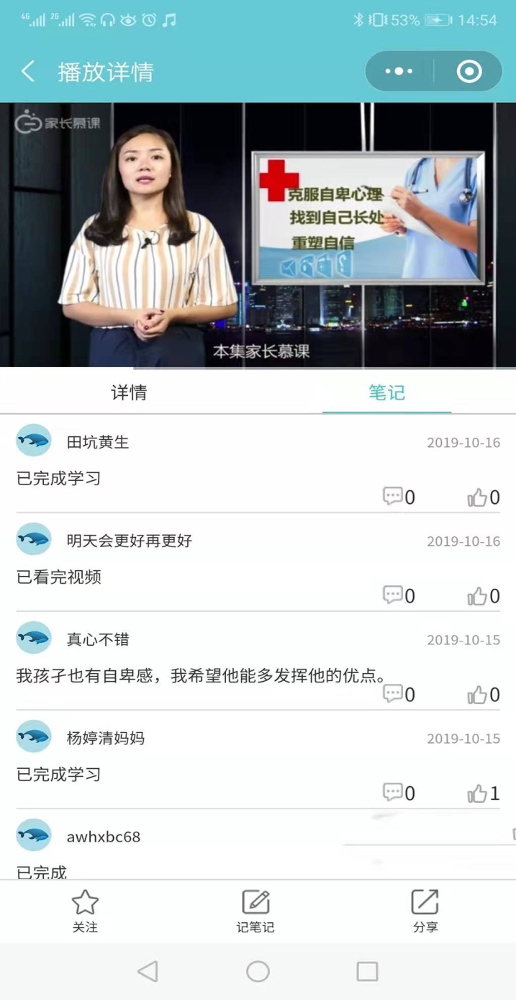 4G 2G 53% 14:54
播放详情
家长慕课
克服自卑心理
找到自己长处
重塑自信
本集家长慕课
详情 笔记
田坑黄生 2019-10-16
已完成学习
0 0
明天会更好再更好 2019-10-16
已看完视频
0 0
真心不错 2019-10-15
我孩孑也有自卑感，我希望他能多发挥他的优点。
0 0
杨婷清妈妈 2019-10-15
已完成学习
0 1
awhxbc68
已完成
关注 记笔记 分享